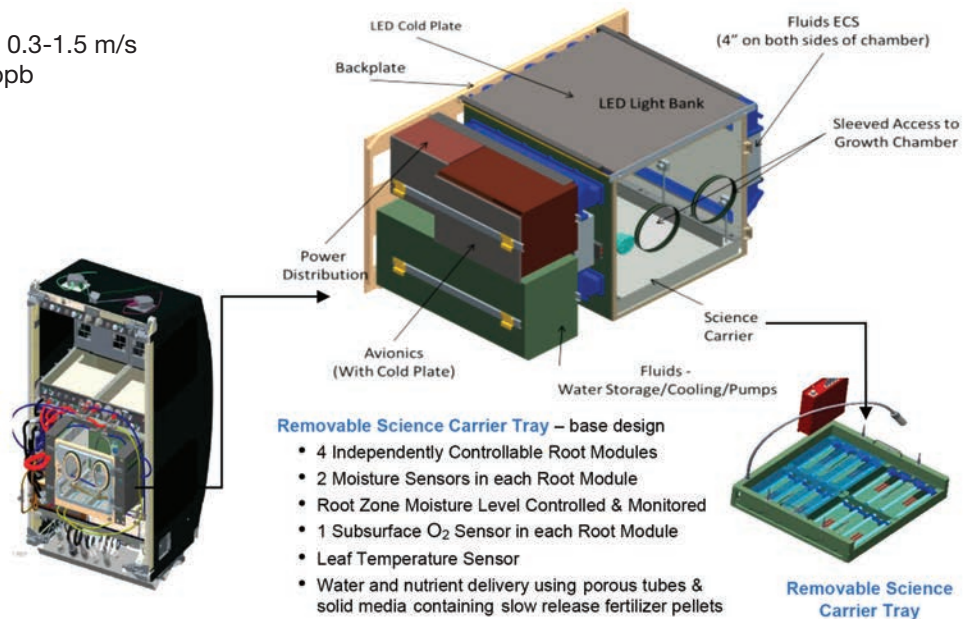 0.3-1.5 m/s
ppb
LED Cold Plate
Backplate
Fluids ECS
(4” on both sides of chamber)
LED Light Bank
Sleeved Access to
Growth Chamber
Power
Distribution
Avionics
(With Cold Plate)
Science
Carrier
Fluids -
Water Storage/Cooling/Pumps
Removable Science Carrier Tray – base design
• 4 Independently Controllable Root Modules
• 2 Moisture Sensors in each Root Module
• Root Zone Moisture Level Controlled & Monitored
• 1 Subsurface O₂ Sensor in each Root Module
• Leaf Temperature Sensor
• Water and nutrient delivery using porous tubes &
solid media containing slow release fertilizer pellets
Removable Science
Carrier Tray